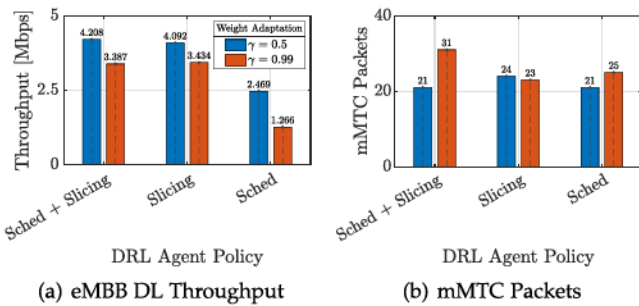 Throughput [Mbps]
5
2.5
0
4.208
3.387
4.092
3.434
2.469
1.266
Weight Adaptation
γ = 0.5
γ = 0.99
Sched + Slicing
Slicing
Sched
DRL Agent Policy
(a) eMBB DL Throughput
mMTC Packets
40
20
0
21
31
24
23
21
25
Sched + Slicing
Slicing
Sched
DRL Agent Policy
(b) mMTC Packets